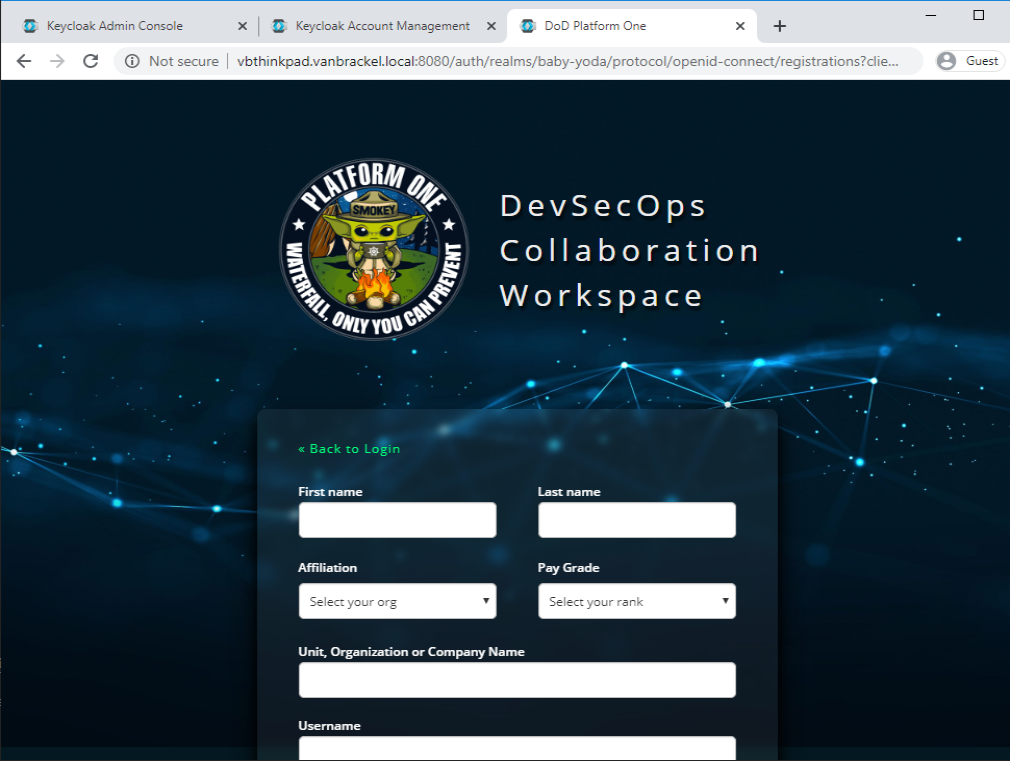 Keycloak Admin Console
Keycloak Account Management
DoD Platform One
Not secure
vbthinkpad.vanbrackel.local:8080/auth/realms/baby-yoda/protocol/openid-connect/registrations?clie...
Guest
PLATFORM ONE
SMOKEY
WATERFALL, ONLY YOU CAN PREVENT
DevSecOps
Collaboration
Workspace
« Back to Login
First name
Last name
Affiliation
Pay Grade
Select your org
Select your rank
Unit, Organization or Company Name
Username